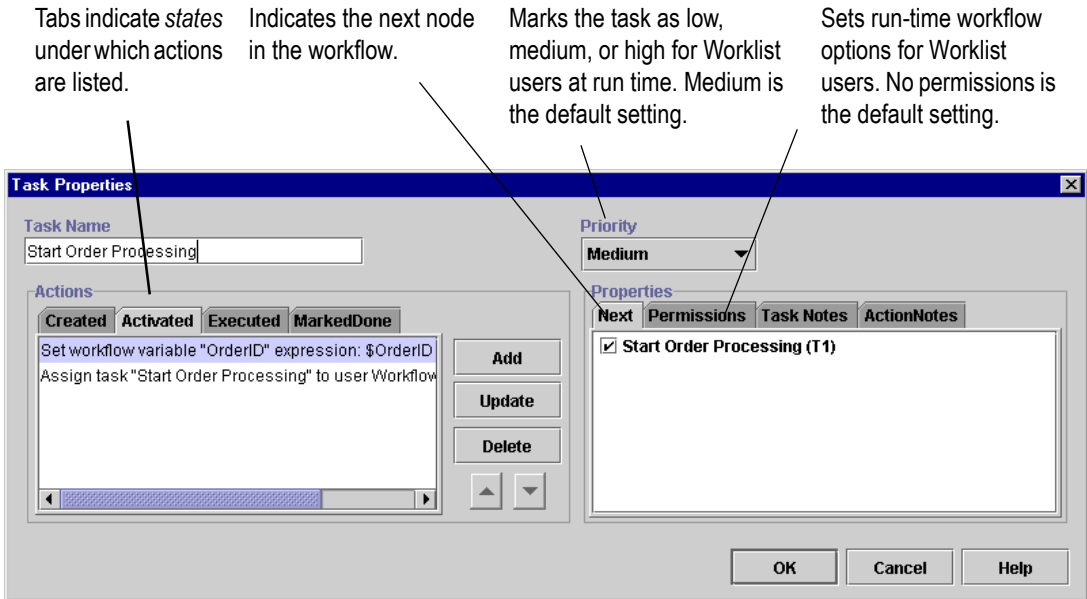 Tabs indicate states
under which actions
are listed.
Indicates the next node
in the workflow.
Marks the task as low,
medium, or high for Worklist
users at run time. Medium is
the default setting.
Sets run-time workflow
options for Worklist
users. No permissions is
the default setting.
Task Properties
Task Name
Start Order Processing
Priority
Medium
Actions
Created Activated Executed MarkedDone
Set workflow variable "OrderID" expression: $OrderID
Assign task "Start Order Processing" to user Workflow
Add
Update
Delete
Properties
Next Permissions Task Notes ActionNotes
Start Order Processing (T1)
OK Cancel Help